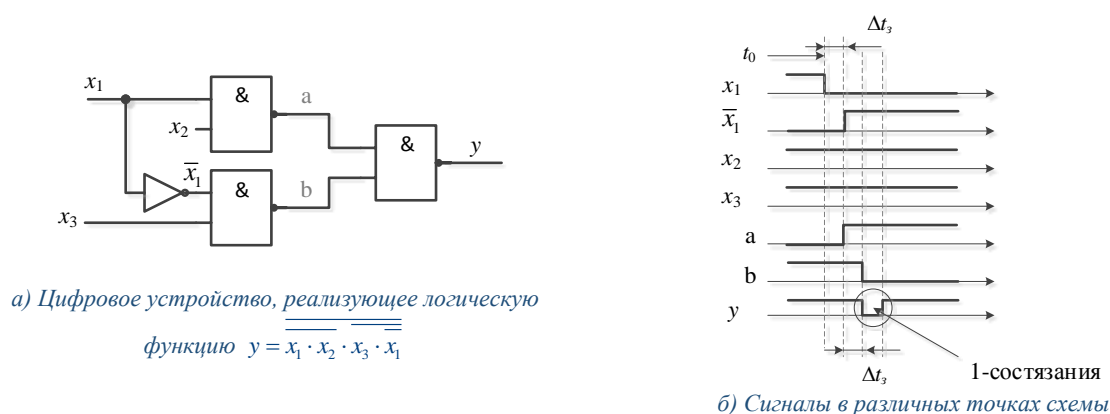 x₁
&
a
x₂
&
y
x̅₁
&
b
x₃
а) Цифровое устройство, реализующее логическую
функцию y = x₁ · x₂ · x₃ · x̅₁
Δtз
t₀
x₁
x̅₁
x₂
x₃
a
b
y
Δtз
1-состязания
б) Сигналы в различных точках схемы